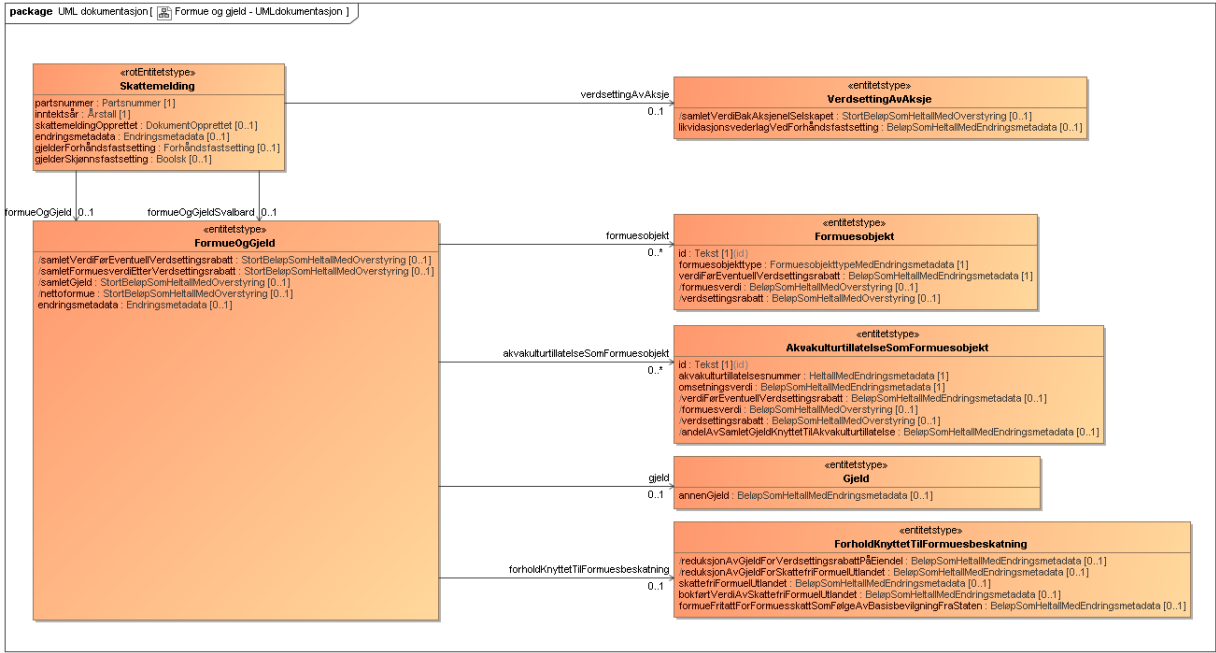 package UML dokumentasjon [ Formue og gjeld - UMLdokumentasjon ]
«rotEntitetstype»
Skattemelding
partsnummer : Partsnummer [1]
inntektsår : Årstall [1]
skattemeldingOpprettet : DokumentOpprettet [0..1]
endringsmetadata : Endringsmetadata [0..1]
gjelderForhåndsfastsetting : Forhåndsfastsetting [0..1]
gjelderSkjønnsfastsetting : Boolsk [0..1]
verdsettingAvAksje
0..1
«entitetstype»
VerdsettingAvAksje
/samletVerdiBakAksjeneISelskapet : StortBeløpSomHeltallMedOverstyring [0..1]
likvidasjonsvederlagVedForhåndsfastsetting : BeløpSomHeltallMedEndringsmetadata [0..1]
formueOgGjeld 0..1
formueOgGjeldSvalbard 0..1
«entitetstype»
FormueOgGjeld
/samletVerdiFørEventuellVerdsettingsrabatt : StortBeløpSomHeltallMedOverstyring [0..1]
/samletFormuesverdiEtterVerdsettingsrabatt : StortBeløpSomHeltallMedOverstyring [0..1]
/samletGjeld : StortBeløpSomHeltallMedOverstyring [0..1]
/nettoformue : StortBeløpSomHeltallMedOverstyring [0..1]
endringsmetadata : Endringsmetadata [0..1]
formuesobjekt
0..*
«entitetstype»
Formuesobjekt
id : Tekst [1]{id}
formuesobjekttype : FormuesobjekttypeMedEndringsmetadata [1]
verdiFørEventuellVerdsettingsrabatt : BeløpSomHeltallMedEndringsmetadata [1]
/formuesverdi : BeløpSomHeltallMedOverstyring [0..1]
/verdsettingsrabatt : BeløpSomHeltallMedOverstyring [0..1]
akvakulturtillatelseSomFormuesobjekt
0..*
«entitetstype»
AkvakulturtillatelseSomFormuesobjekt
id : Tekst [1]{id}
akvakulturtillatelsesnummer : HeltallMedEndringsmetadata [1]
omsetningsverdi : BeløpSomHeltallMedEndringsmetadata [1]
/verdiFørEventuellVerdsettingsrabatt : BeløpSomHeltallMedEndringsmetadata [0..1]
/formuesverdi : BeløpSomHeltallMedOverstyring [0..1]
/verdsettingsrabatt : BeløpSomHeltallMedOverstyring [0..1]
/andelAvSamletGjeldKnyttetTilAkvakulturtillatelse : BeløpSomHeltallMedEndringsmetadata [0..1]
gjeld
0..1
«entitetstype»
Gjeld
annenGjeld : BeløpSomHeltallMedEndringsmetadata [0..1]
forholdKnyttetTilFormuesbeskatning
0..1
«entitetstype»
ForholdKnyttetTilFormuesbeskatning
/reduksjonAvGjeldForVerdsettingsrabattPåEiendel : BeløpSomHeltallMedEndringsmetadata [0..1]
/reduksjonAvGjeldForSkattefriFormueIUtlandet : BeløpSomHeltallMedEndringsmetadata [0..1]
skattefriFormueIUtlandet : BeløpSomHeltallMedEndringsmetadata [0..1]
bokførtVerdiAvSkattefriFormueIUtlandet : BeløpSomHeltallMedEndringsmetadata [0..1]
formueFritattForFormuesskattSomFølgeAvBasisbevilgningFraStaten : BeløpSomHeltallMedEndringsmetadata [0..1]